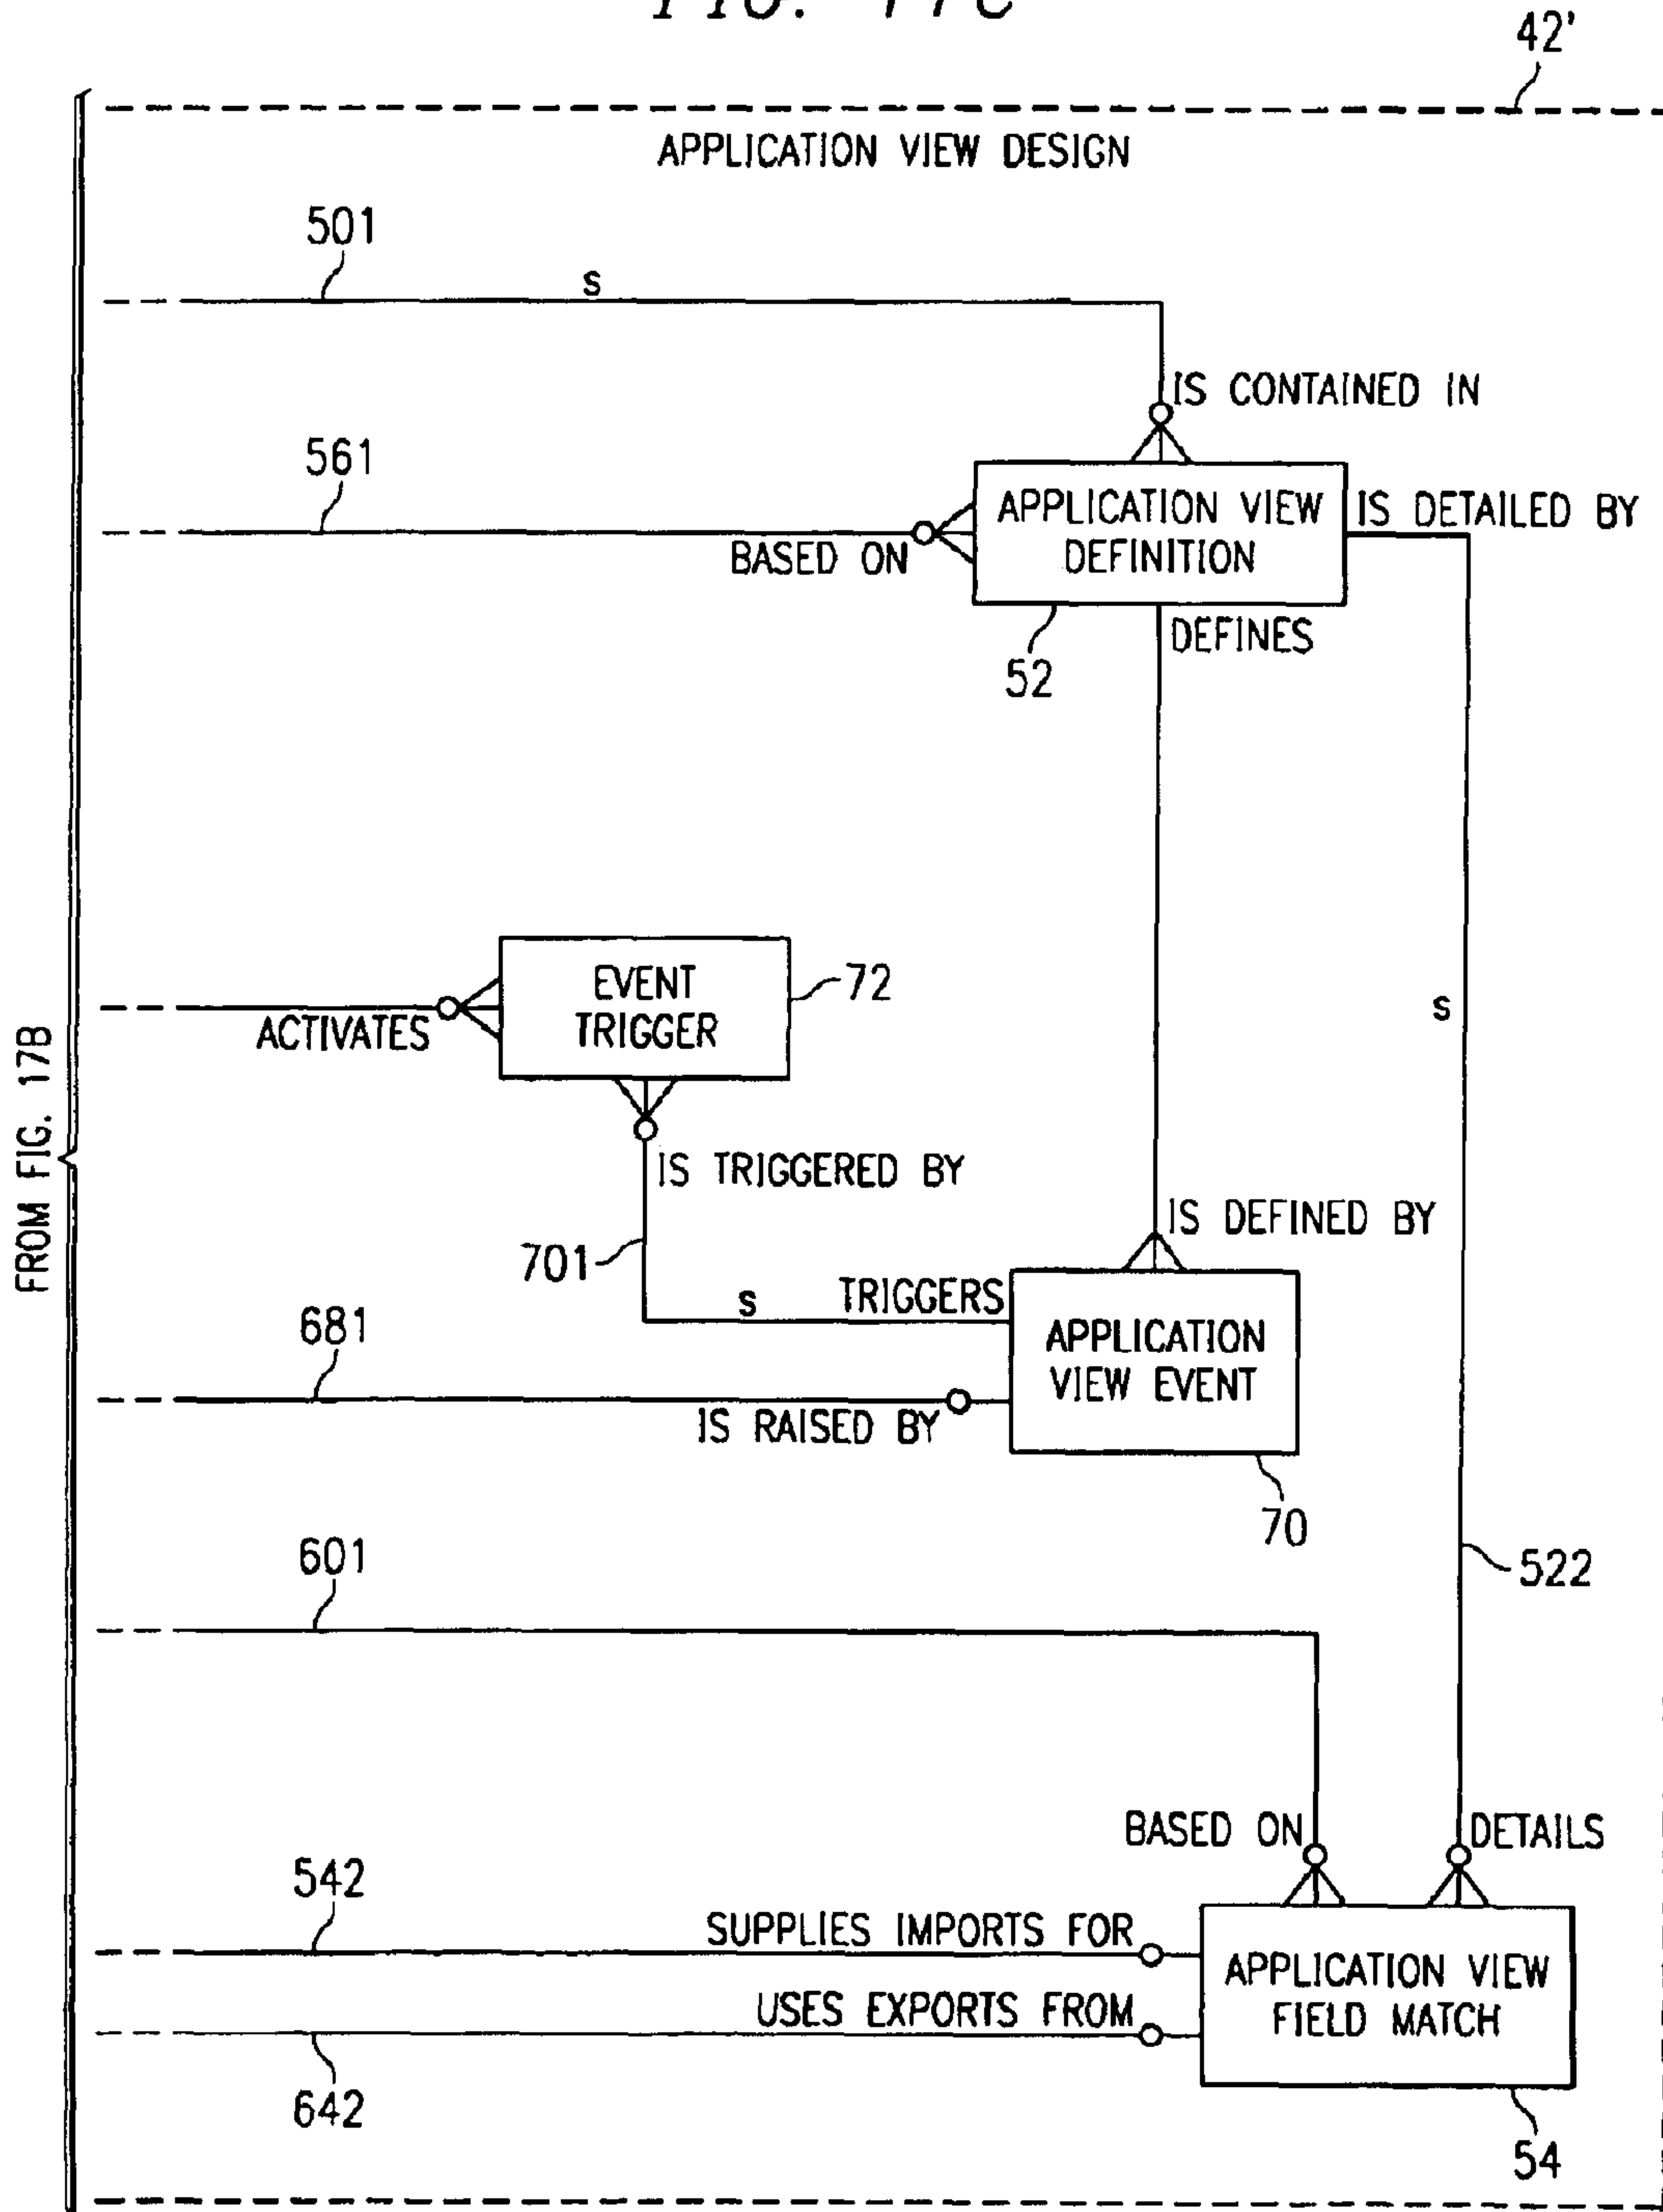 FIG. 17C
42'
APPLICATION VIEW DESIGN
501
S
IS CONTAINED IN
561
BASED ON
APPLICATION VIEW
DEFINITION
IS DETAILED BY
52
DEFINES
FROM FIG. 17B
EVENT
TRIGGER
72
ACTIVATES
S
IS TRIGGERED BY
701
IS DEFINED BY
S
TRIGGERS
681
APPLICATION
VIEW EVENT
IS RAISED BY
70
601
522
BASED ON
DETAILS
542
SUPPLIES IMPORTS FOR
APPLICATION VIEW
FIELD MATCH
USES EXPORTS FROM
642
54